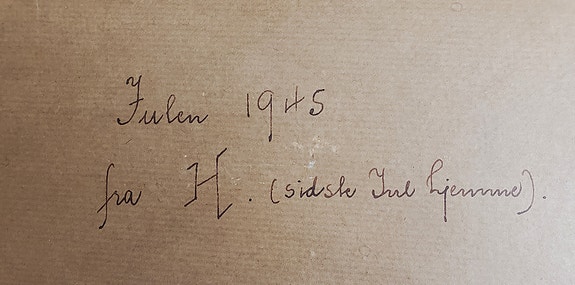 Julen 1945
fra H. (sidste Jul hjemme).